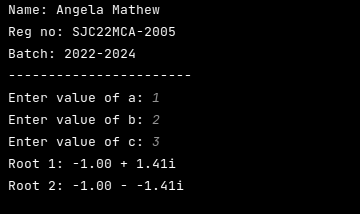 Name: Angela Mathew
Reg no: SJC22MCA-2005
Batch: 2022-2024
-----------------------
Enter value of a: 1
Enter value of b: 2
Enter value of c: 3
Root 1: -1.00 + 1.41i
Root 2: -1.00 - -1.41i